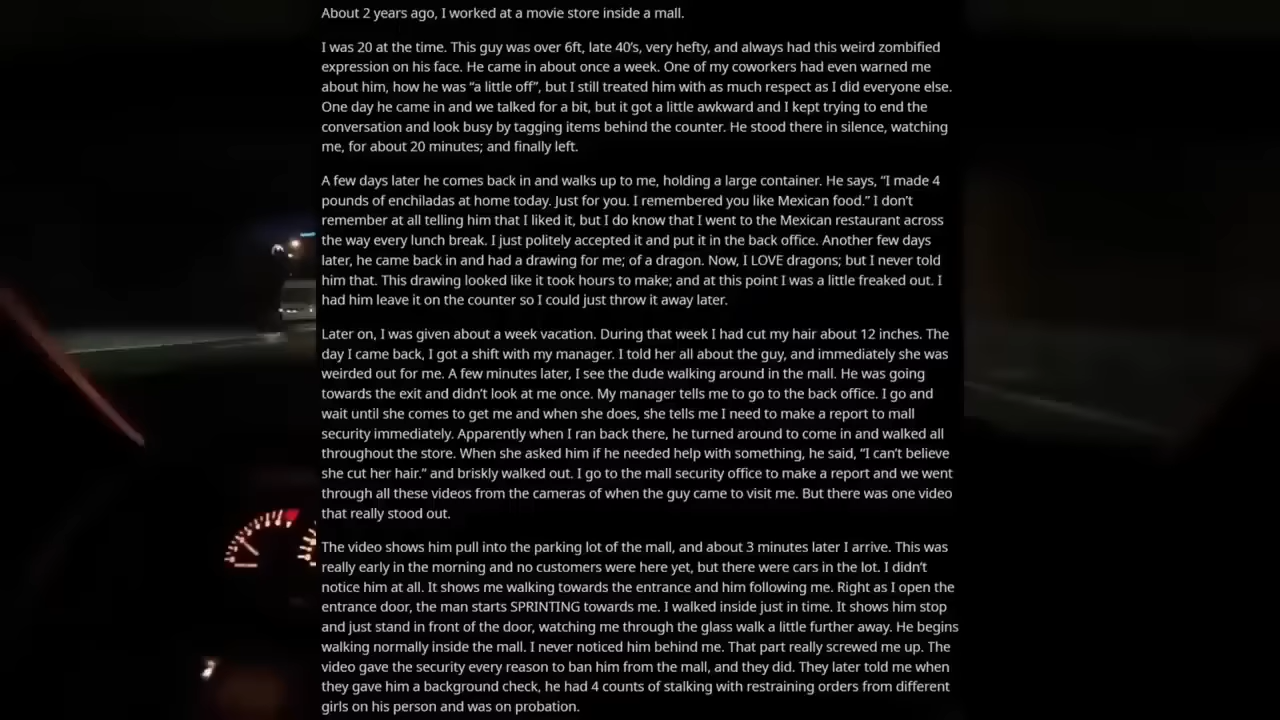 About 2 years ago, I worked at a movie store inside a mall.
I was 20 at the time. This guy was over 6ft, late 40's, very hefty, and always had this weird zombified
expression on his face. He came in about once a week. One of my coworkers had even warned me
about him, how he was "a little off", but I still treated him with as much respect as I did everyone else.
One day he came in and we talked for a bit, but it got a little awkward and I kept trying to end the
conversation and look busy by tagging items behind the counter. He stood there in silence, watching
me, for about 20 minutes; and finally left.
A few days later he comes back in and walks up to me, holding a large container. He says, "I made 4
pounds of enchiladas at home today. Just for you. I remembered you like Mexican food." I don't
remember at all telling him that I liked it, but I do know that I went to the Mexican restaurant across
the way every lunch break. I just politely accepted it and put it in the back office. Another few days
later, he came back in and had a drawing for me; of a dragon. Now, I LOVE dragons; but I never told
him that. This drawing looked like it took hours to make; and at this point I was a little freaked out. I
had him leave it on the counter so I could just throw it away later.
Later on, I was given about a week vacation. During that week I had cut my hair about 12 inches. The
day I came back, I got a shift with my manager. I told her all about the guy, and immediately she was
weirded out for me. A few minutes later, I see the dude walking around in the mall. He was going
towards the exit and didn't look at me once. My manager tells me to go to the back office. I go and
wait until she comes to get me and when she does, she tells me I need to make a report to mall
security immediately. Apparently when I ran back there, he turned around to come in and walked all
throughout the store. When she asked him if he needed help with something, he said, "I can't believe
she cut her hair." and briskly walked out. I go to the mall security office to make a report and we went
through all these videos from the cameras of when the guy came to visit me. But there was one video
that really stood out.
The video shows him pull into the parking lot of the mall, and about 3 minutes later I arrive. This was
really early in the morning and no customers were here yet, but there were cars in the lot. I didn't
notice him at all. It shows me walking towards the entrance and him following me. Right as I open the
entrance door, the man starts SPRINTING towards me. I walked inside just in time. It shows him stop
and just stand in front of the door, watching me through the glass walk a little further away. He begins
walking normally inside the mall. I never noticed him behind me. That part really screwed me up. The
video gave the security every reason to ban him from the mall, and they did. They later told me when
they gave him a background check, he had 4 counts of stalking with restraining orders from different
girls on his person and was on probation.